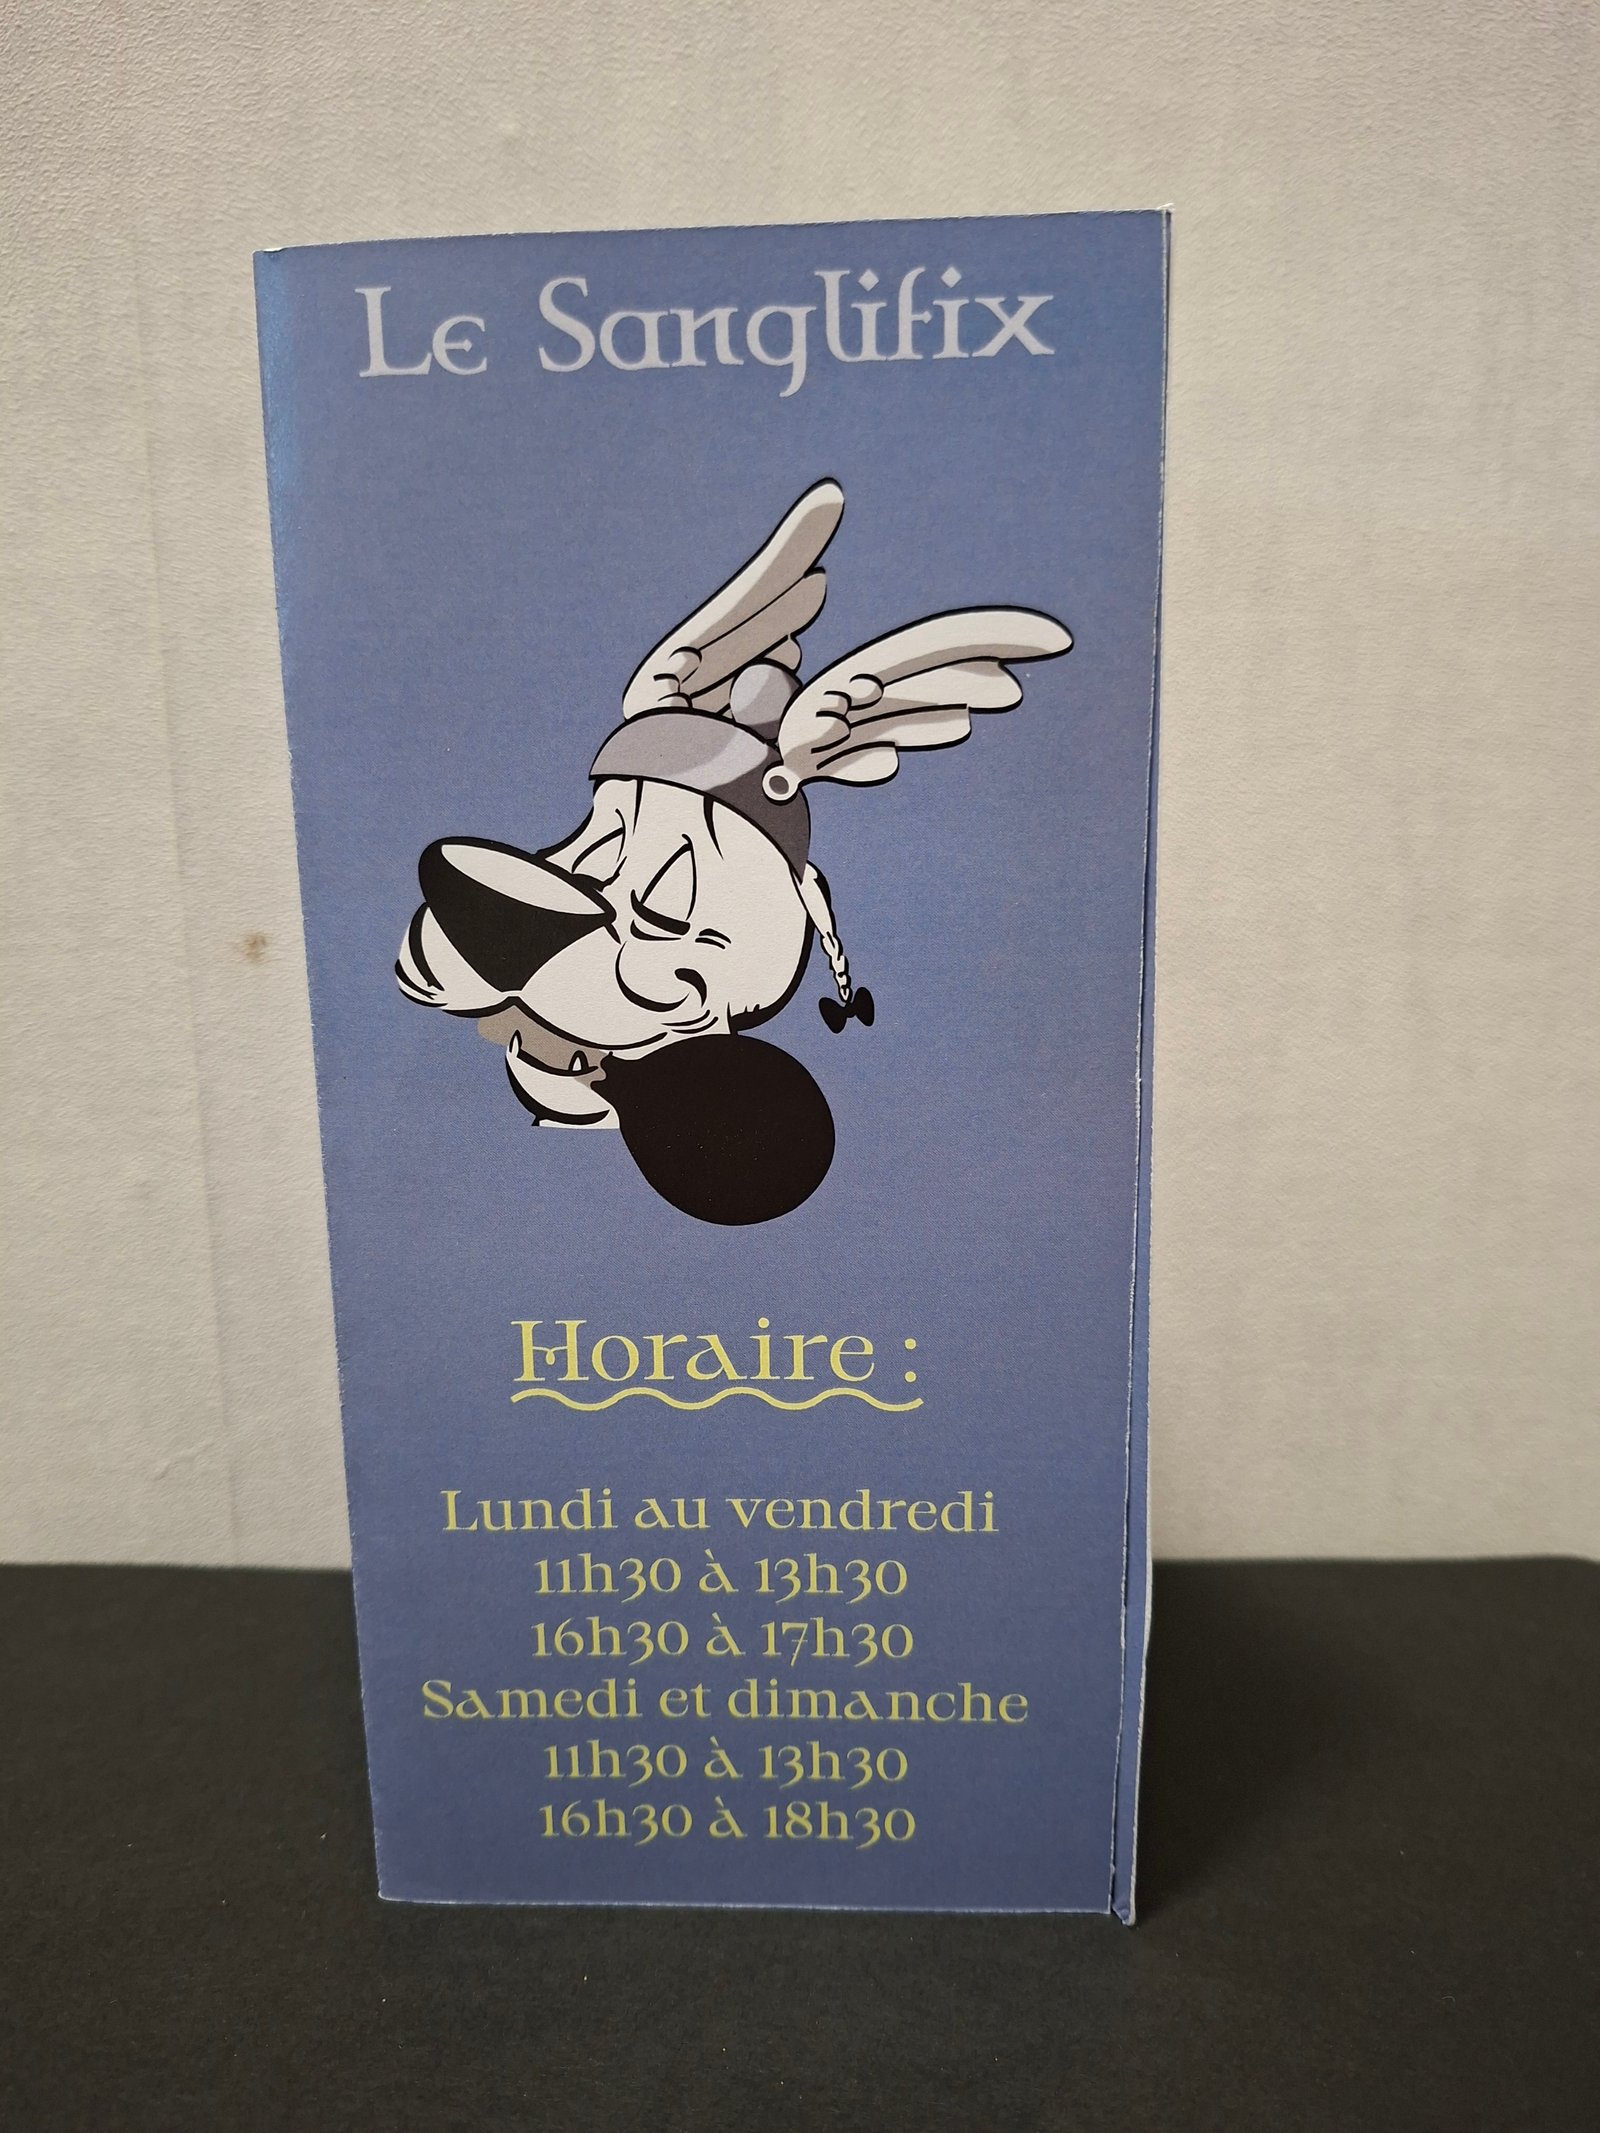 Le Sanglifix
Horaire :
Lundi au vendredi
11h30 à 13h30
16h30 à 17h30
Samedi et dimanche
11h30 à 13h30
16h30 à 18h30